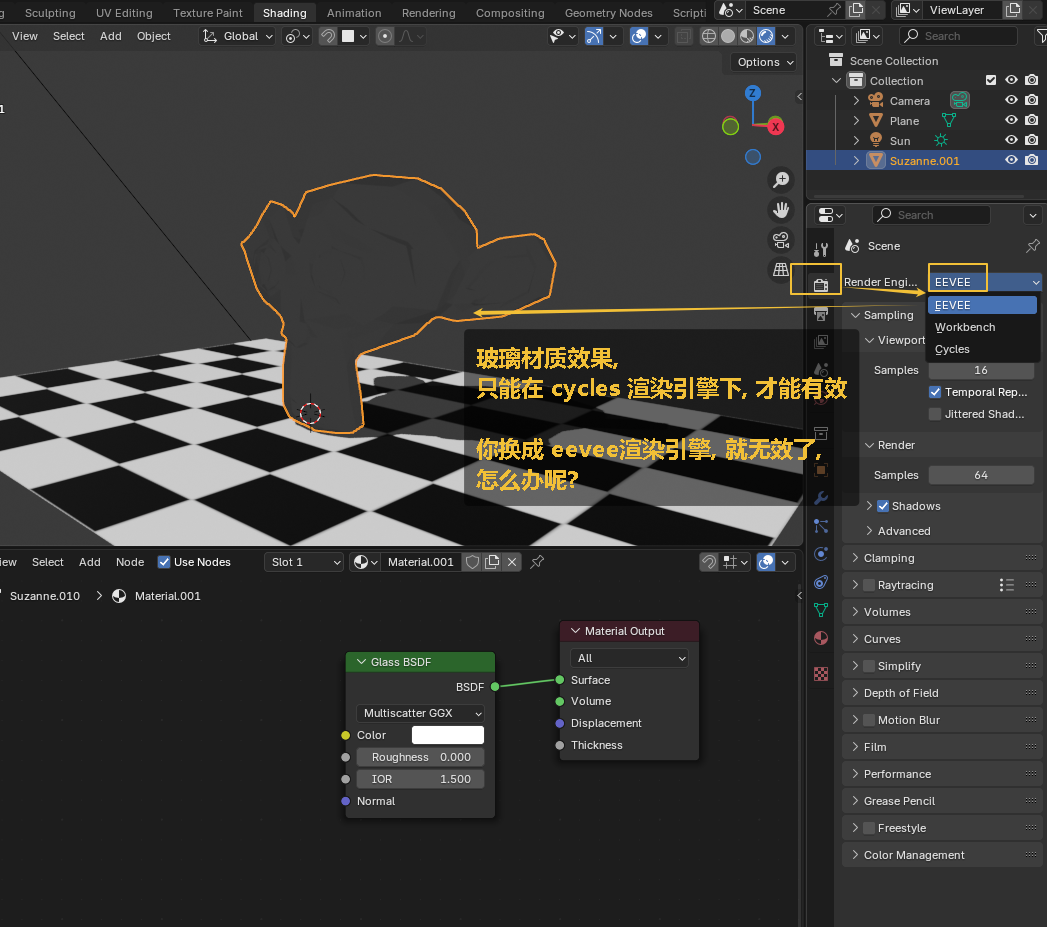 Sculpting UV Editing Texture Paint Shading Animation Rendering Compositing Geometry Nodes Scripti Scene ViewLayer
View Select Add Object Global Search
Options
Scene Collection
Collection
Camera
Plane
Sun
Suzanne.001
Z
X
1
Search
Scene
Render Engi... EEVEE
EEVEE
Workbench
Cycles
Sampling
Viewport
Samples 16
Temporal Rep...
Jittered Shad...
Render
Samples 64
Shadows
Advanced
Clamping
Raytracing
Volumes
Curves
Simplify
Depth of Field
Motion Blur
Film
Performance
Grease Pencil
Freestyle
Color Management
玻璃材质效果,
只能在 cycles 渲染引擎下, 才能有效
你换成 eevee渲染引擎, 就无效了,
怎么办呢?
iew Select Add Node Use Nodes Slot 1 Material.001
Suzanne.010 Material.001
Glass BSDF
BSDF
Multiscatter GGX
Color
Roughness 0.000
IOR 1.500
Normal
Material Output
All
Surface
Volume
Displacement
Thickness